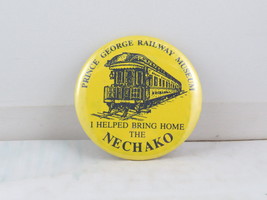 PRINCE GEORGE RAILWAY MUSEUM
I HELPED BRING HOME
THE
NECHAKO